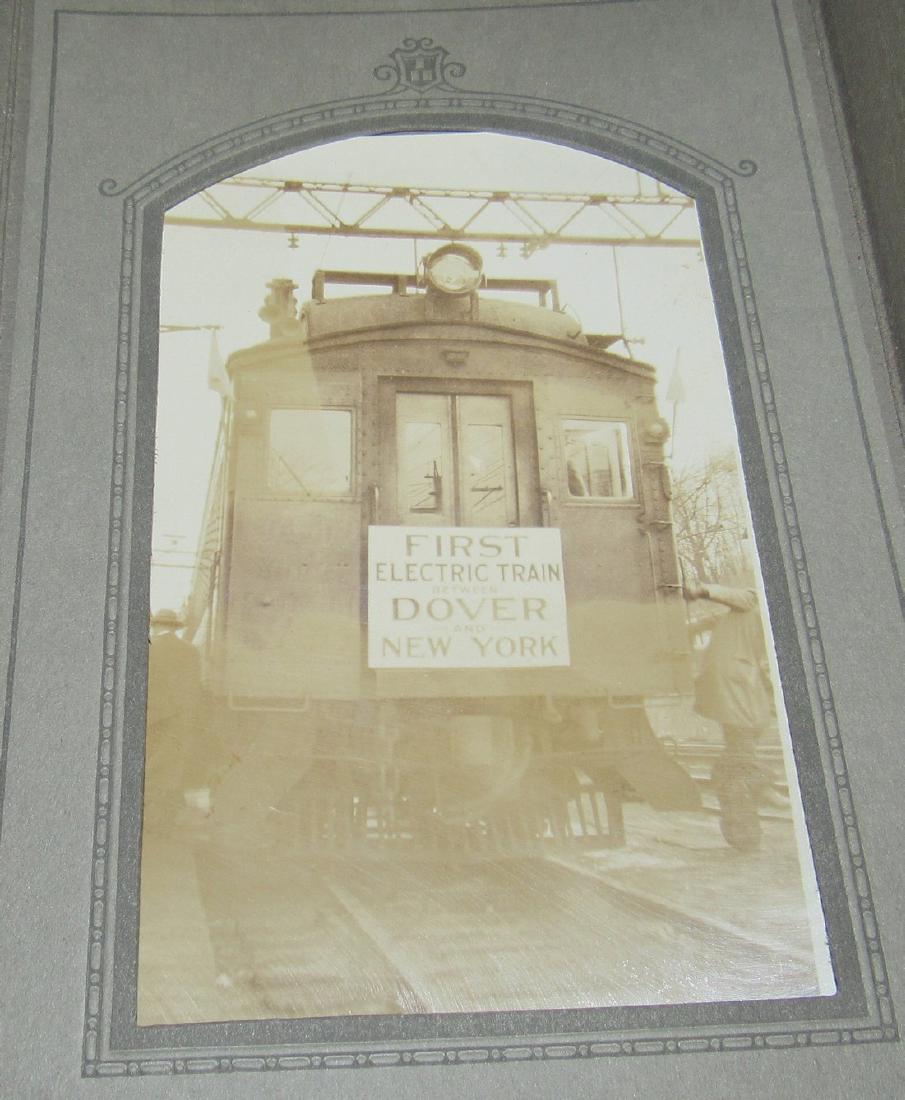 FIRST
ELECTRIC TRAIN
BETWEEN
DOVER
AND
NEW YORK